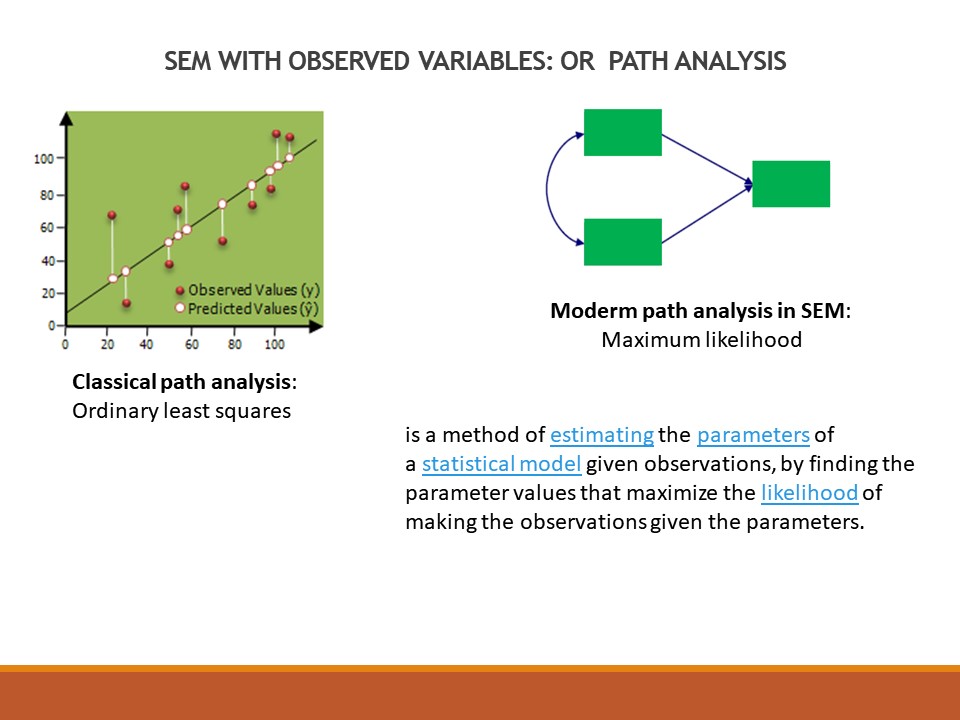 SEM WITH OBSERVED VARIABLES: OR PATH ANALYSIS
100
80
60
40
20
0
0 20 40 60 80 100
Observed Values (y)
Predicted Values (ŷ)
Classical path analysis:
Ordinary least squares
Moderm path analysis in SEM:
Maximum likelihood
is a method of estimating the parameters of
a statistical model given observations, by finding the
parameter values that maximize the likelihood of
making the observations given the parameters.